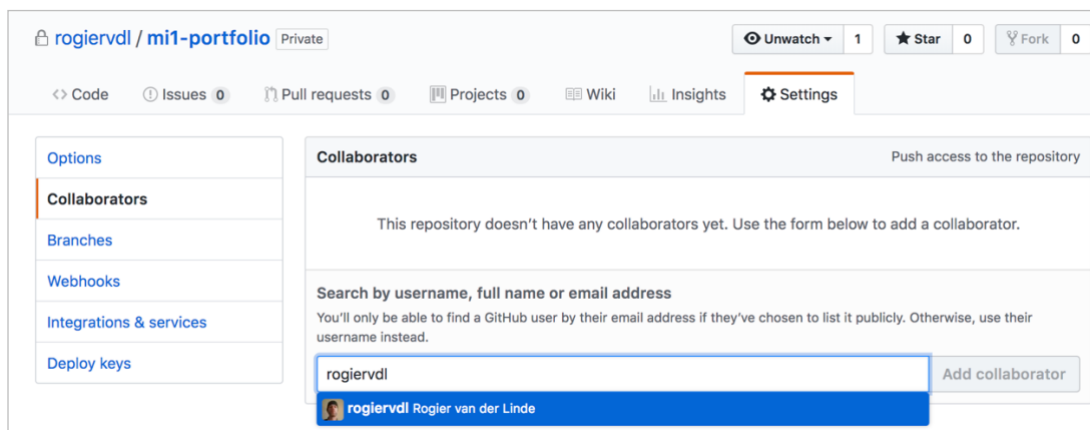 rogiervdl / mi1-portfolio Private
Unwatch 1 Star 0 Fork 0
<> Code Issues 0 Pull requests 0 Projects 0 Wiki Insights Settings
Options
Collaborators
Branches
Webhooks
Integrations & services
Deploy keys
Collaborators Push access to the repository
This repository doesn't have any collaborators yet. Use the form below to add a collaborator.
Search by username, full name or email address
You'll only be able to find a GitHub user by their email address if they've chosen to list it publicly. Otherwise, use their
username instead.
rogiervdl Add collaborator
rogiervdl Rogier van der Linde